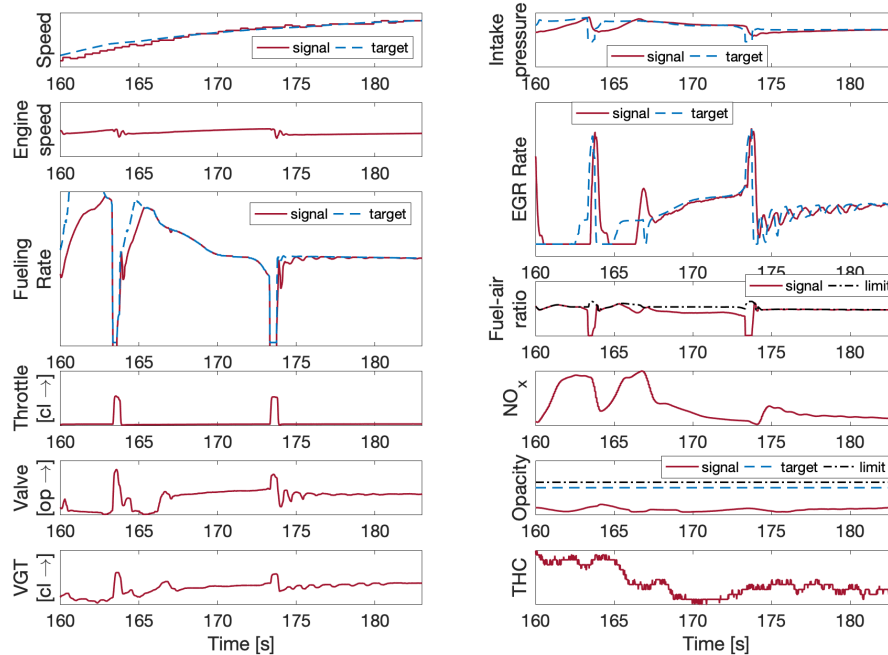 Speed
signal target
160 165 170 175 180
Engine
speed
160 165 170 175 180
Fueling
Rate
signal target
160 165 170 175 180
Throttle
[cl →]
160 165 170 175 180
Valve
[op →]
160 165 170 175 180
VGT
[cl →]
160 165 170 175 180
Time [s]
Intake
pressure
signal target
160 165 170 175 180
EGR Rate
signal target
160 165 170 175 180
Fuel-air
ratio
signal limit
160 165 170 175 180
NOx
160 165 170 175 180
Opacity
signal target limit
160 165 170 175 180
THC
160 165 170 175 180
Time [s]